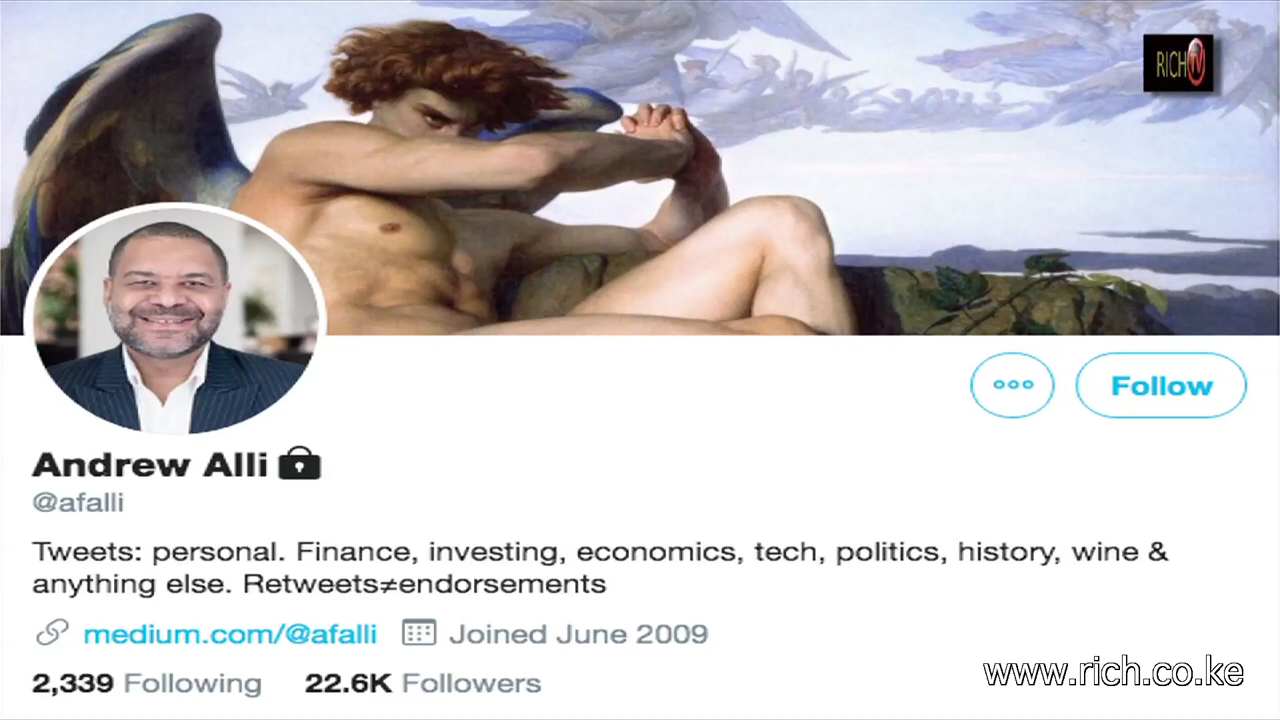 RICH TV
Follow
Andrew Alli
@afalli
Tweets: personal. Finance, investing, economics, tech, politics, history, wine &
anything else. Retweets≠endorsements
medium.com/@afalli Joined June 2009
2,339 Following 22.6K Followers
www.rich.co.ke